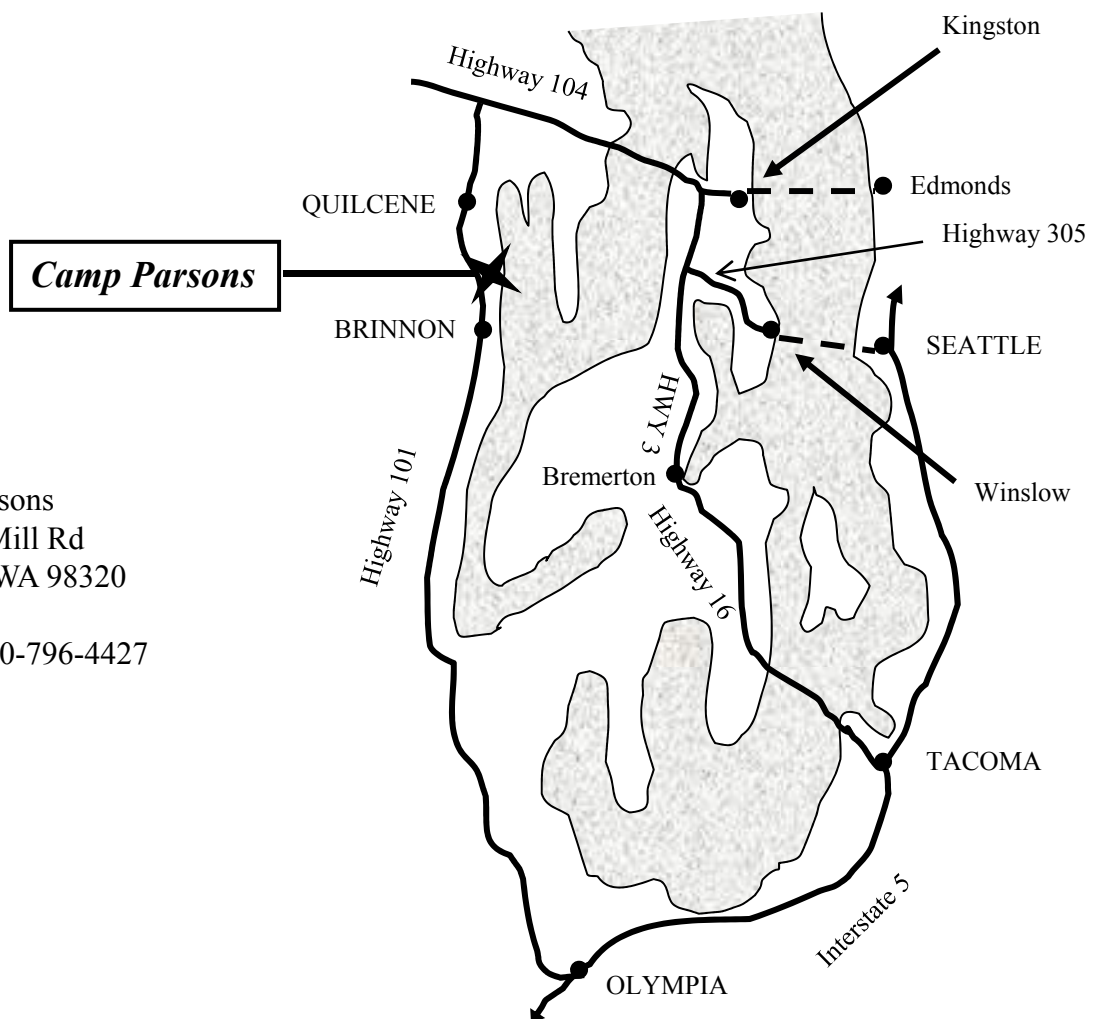 Kingston
Highway 104
Edmonds
QUILCENE
Highway 305
Camp Parsons
BRINNON
SEATTLE
HWY 3
Highway 101
Bremerton
Winslow
sons
Mill Rd
WA 98320
Highway 16
0-796-4427
TACOMA
Interstate 5
OLYMPIA